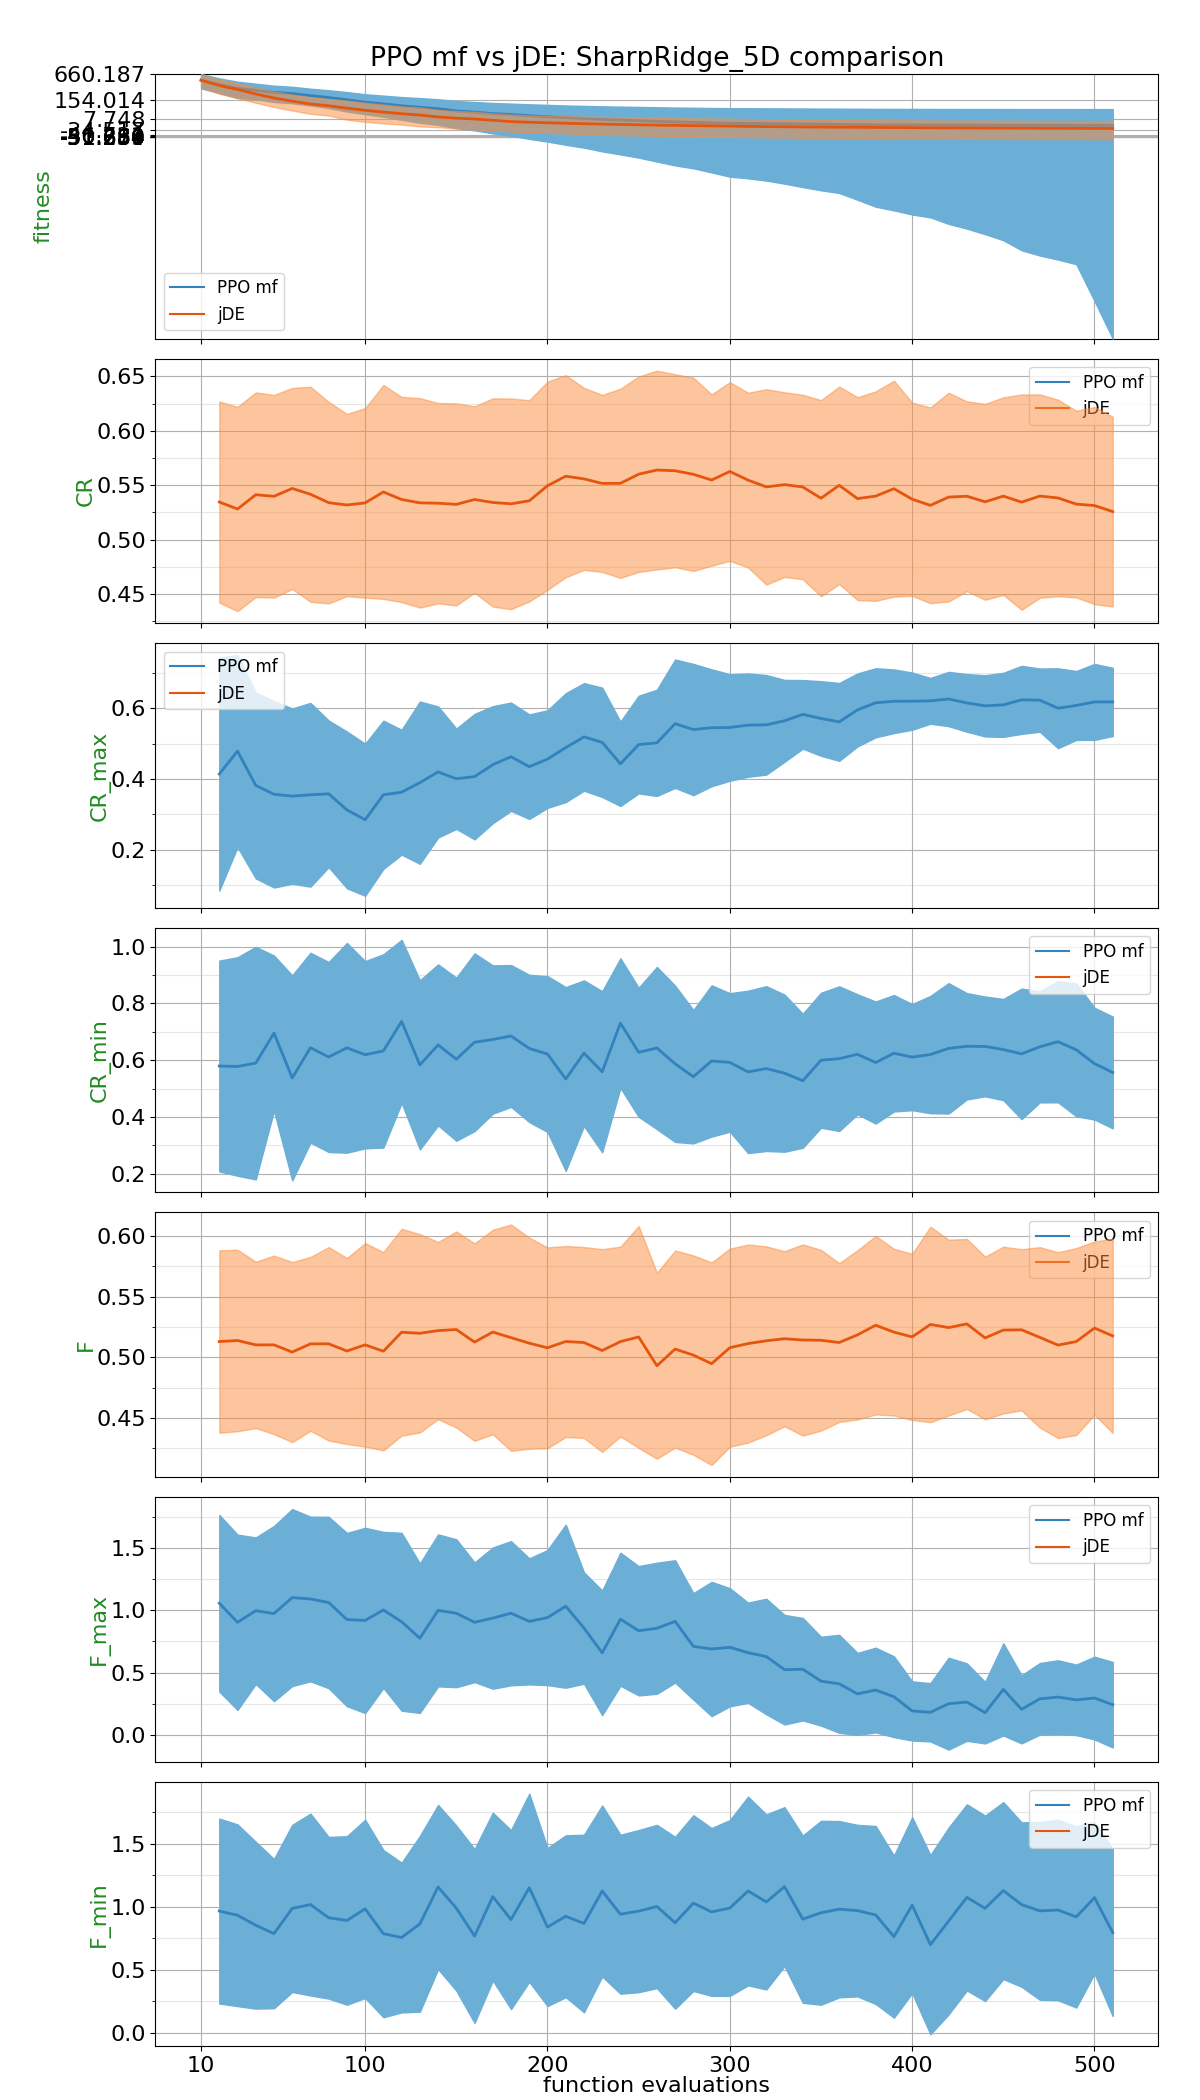 PPO mf vs jDE: SharpRidge_5D comparison
660.187
154.014
7.748
fitness
PPO mf
jDE
0.65
0.60
0.55
0.50
0.45
CR
PPO mf
jDE
0.6
0.4
0.2
CR_max
PPO mf
jDE
1.0
0.8
0.6
0.4
0.2
CR_min
PPO mf
jDE
0.60
0.55
0.50
0.45
F
PPO mf
jDE
1.5
1.0
0.5
0.0
F_max
PPO mf
jDE
1.5
1.0
0.5
0.0
F_min
PPO mf
jDE
10 100 200 300 400 500
function evaluations